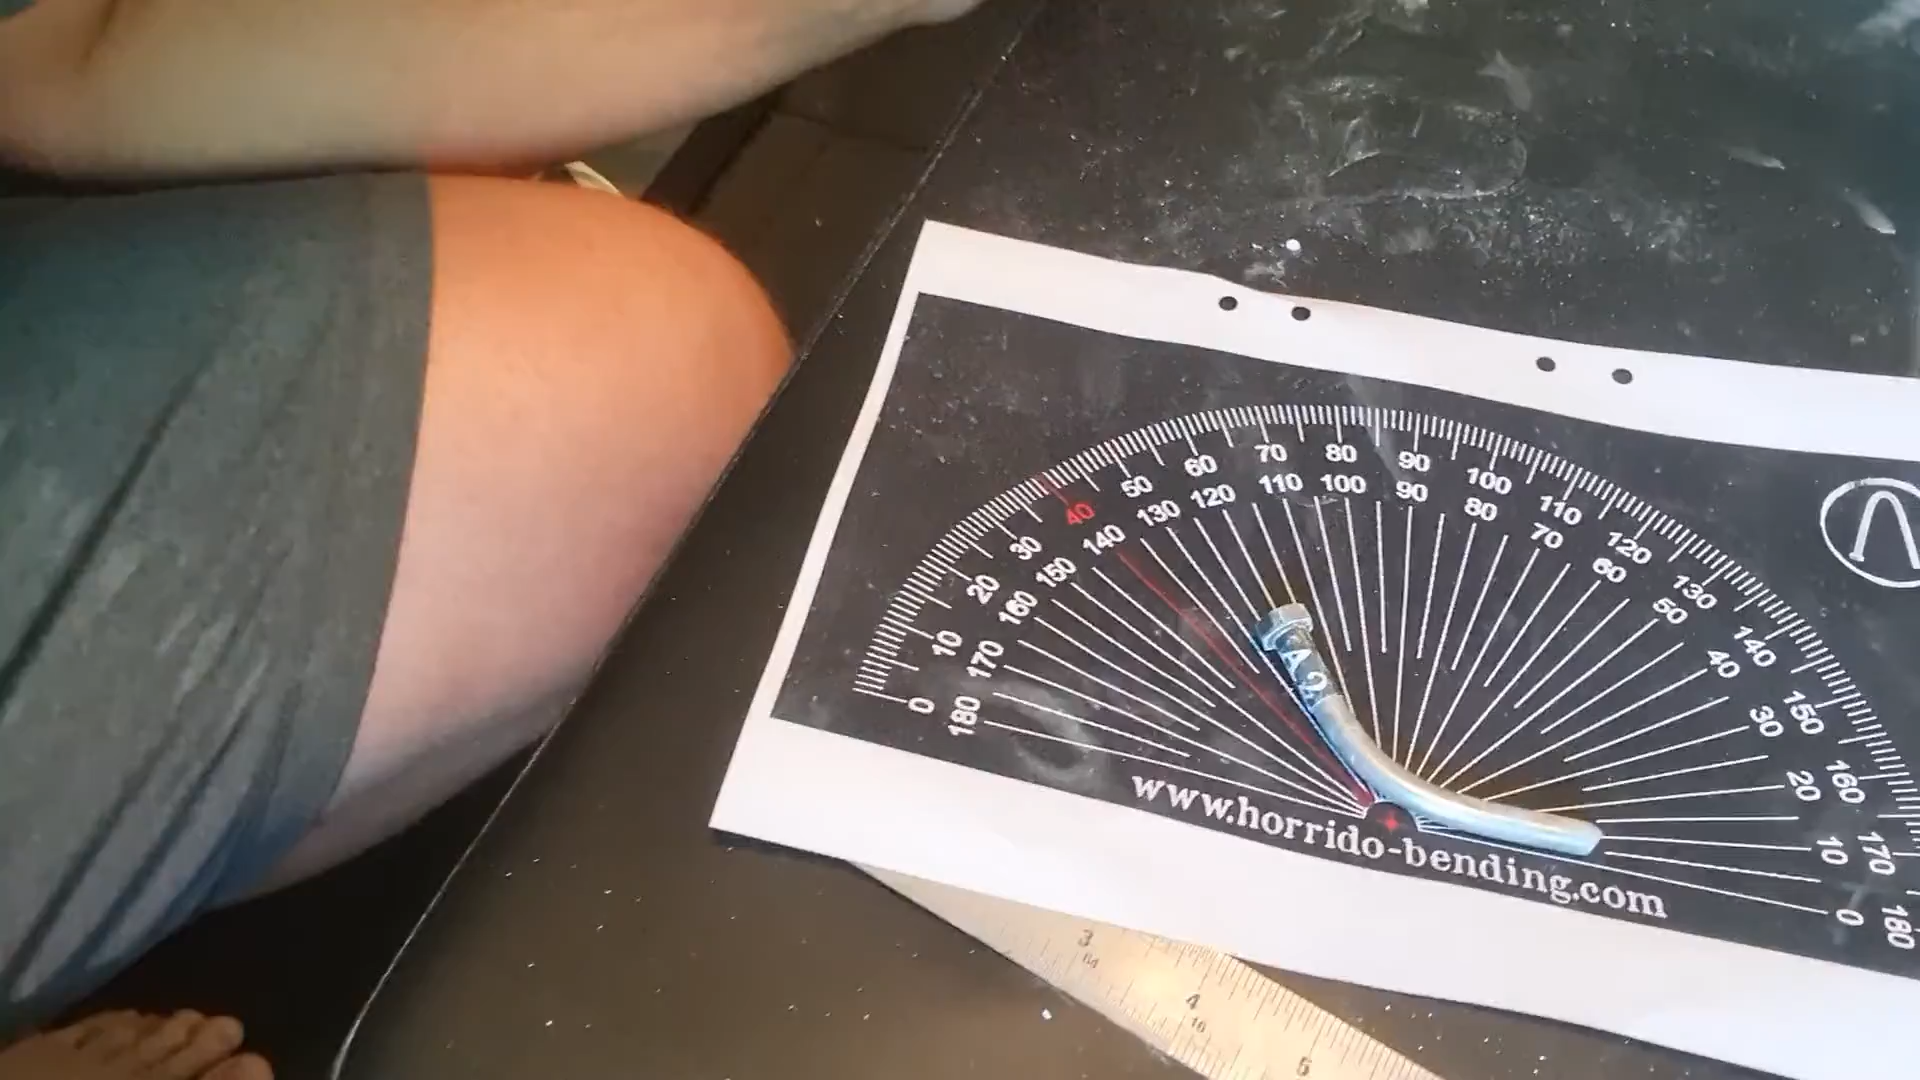 0 10 20 30 40 50 60 70 80 90 100 110 120 130 140 150 160 170 180
180 170 160 150 140 130 120 110 100 90 80 70 60 50 40 30 20 10 0
A2
www.horrido-bending.com
3 4 5
64 16